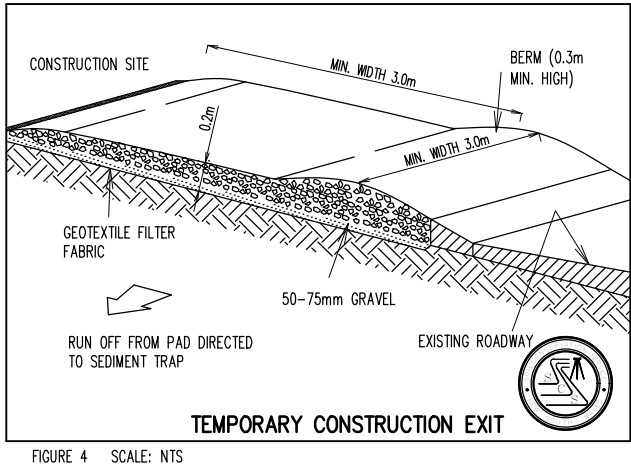 CONSTRUCTION SITE
MIN. WIDTH 3.0m
BERM (0.3m
MIN. HIGH)
0.2m
MIN. WIDTH 3.0m
GEOTEXTILE FILTER
FABRIC
50-75mm GRAVEL
RUN OFF FROM PAD DIRECTED
TO SEDIMENT TRAP
EXISTING ROADWAY
TEMPORARY CONSTRUCTION EXIT
FIGURE 4 SCALE: NTS